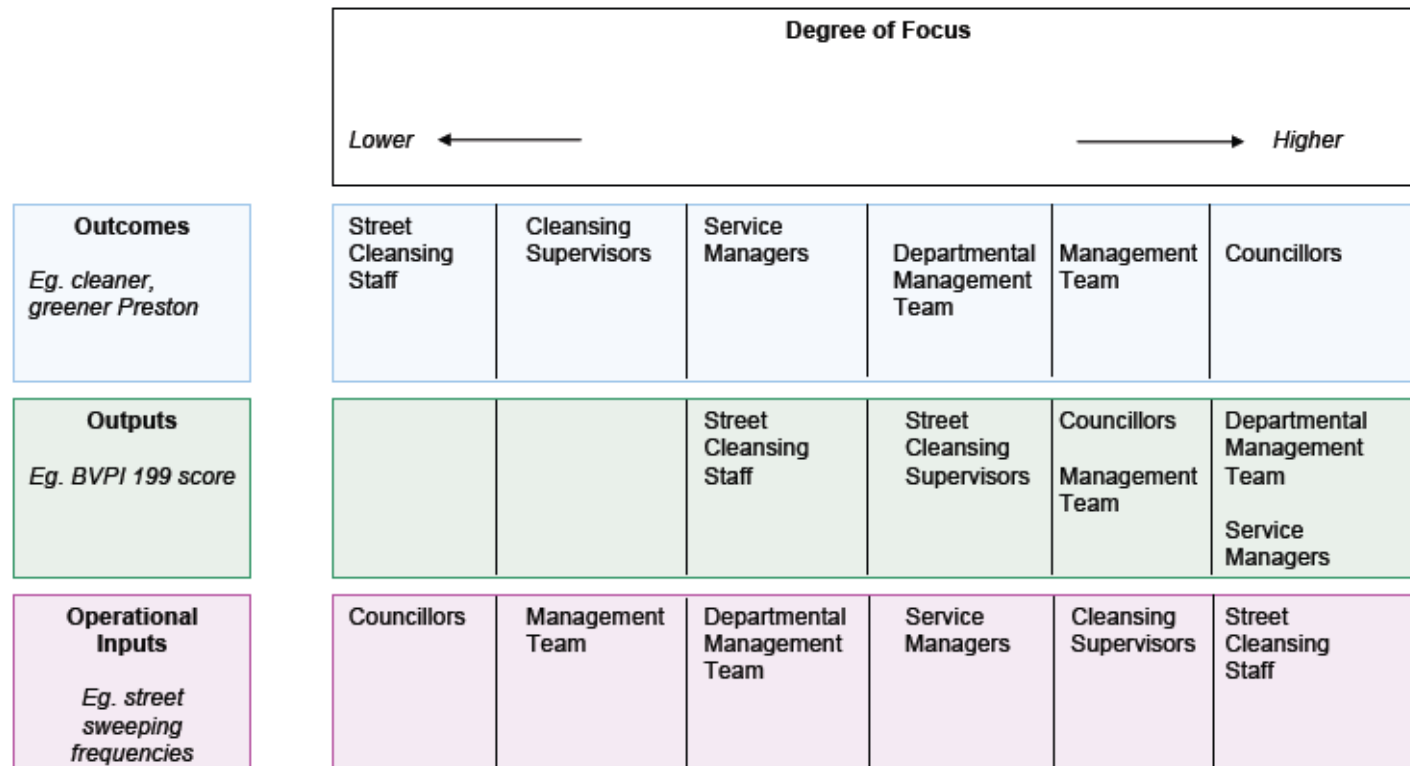 Degree of Focus
Lower
Higher
Outcomes
Eg. cleaner,
greener Preston
Street
Cleansing
Staff
Cleansing
Supervisors
Service
Managers
Departmental
Management
Team
Management
Team
Councillors
Outputs
Eg. BVPI 199 score
Street
Cleansing
Staff
Street
Cleansing
Supervisors
Councillors
Management
Team
Departmental
Management
Team
Service
Managers
Operational
Inputs
Eg. street
sweeping
frequencies
Councillors
Management
Team
Departmental
Management
Team
Service
Managers
Cleansing
Supervisors
Street
Cleansing
Staff